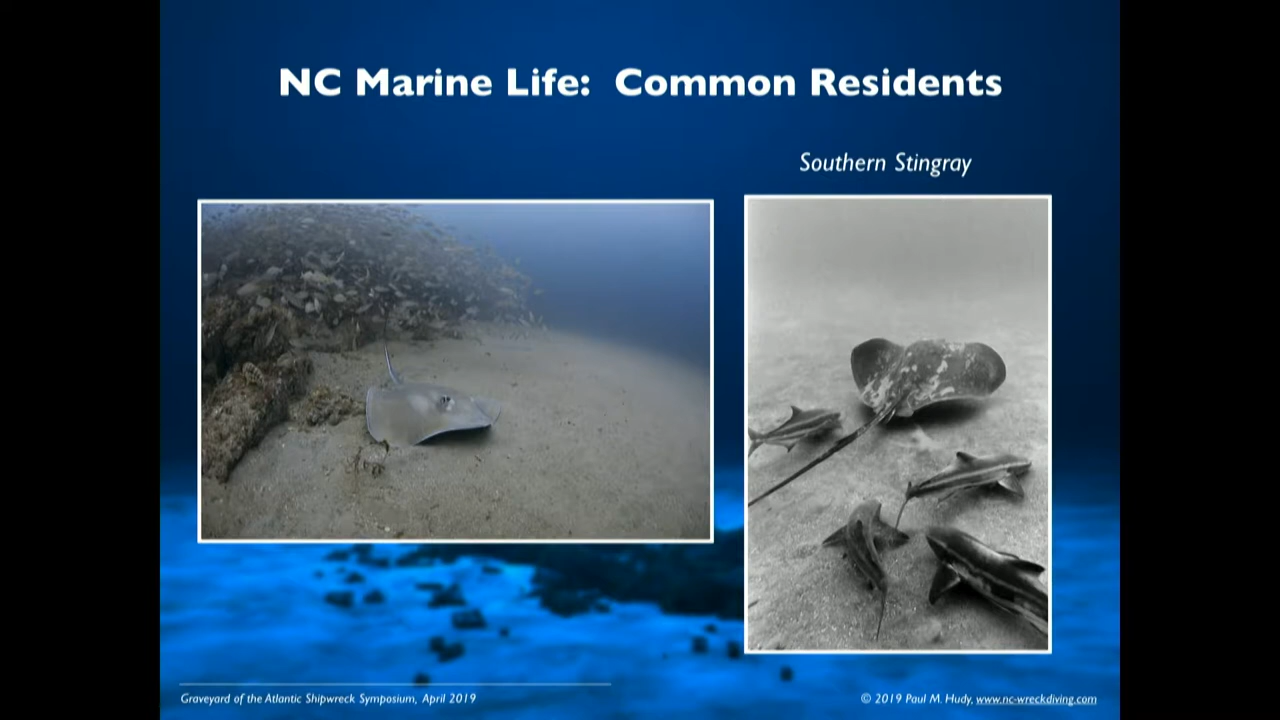 NC Marine Life: Common Residents
Southern Stingray
Graveyard of the Atlantic Shipwreck Symposium, April 2019
© 2019 Paul M. Hudy, www.nc-wreckdiving.com